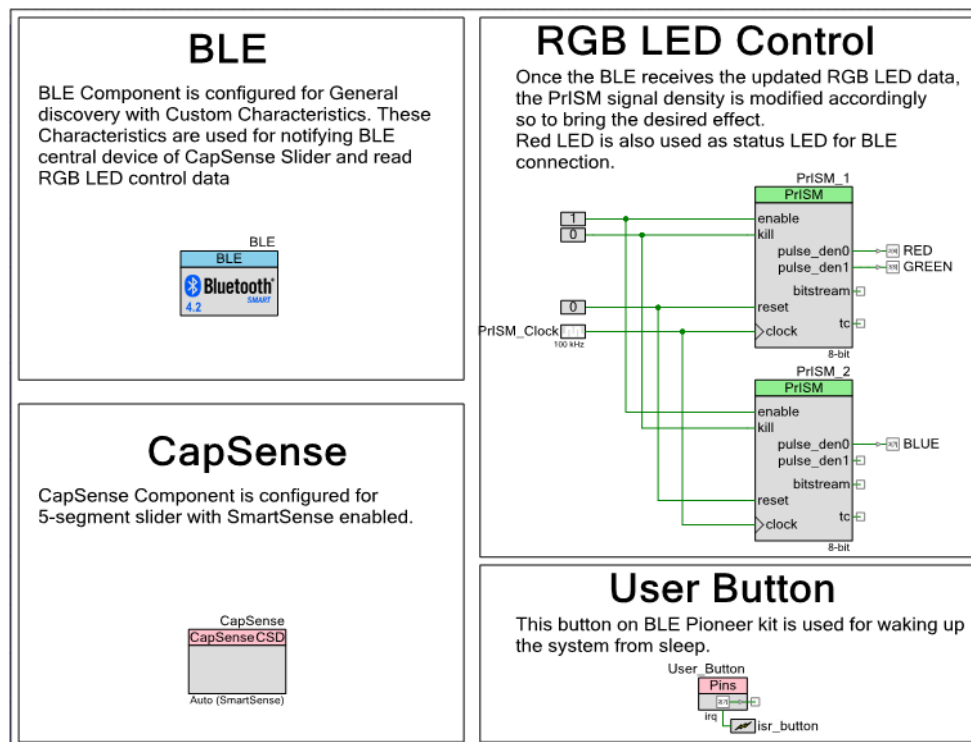 BLE
BLE Component is configured for General
discovery with Custom Characteristics. These
Characteristics are used for notifying BLE
central device of CapSense Slider and read
RGB LED control data
BLE
BLE
Bluetooth
SMART
4.2
CapSense
CapSense Component is configured for
5-segment slider with SmartSense enabled.
CapSense
CapSense CSD
Auto (SmartSense)
RGB LED Control
Once the BLE receives the updated RGB LED data,
the PrISM signal density is modified accordingly
so to bring the desired effect.
Red LED is also used as status LED for BLE
connection.
PrISM_1
PrISM
1
enable
0
kill
pulse_den0
RED
pulse_den1
GREEN
bitstream
0
reset
tc
PrISM_Clock
clock
100 kHz
8-bit
PrISM_2
PrISM
enable
kill
pulse_den0
BLUE
pulse_den1
bitstream
reset
tc
clock
8-bit
User Button
This button on BLE Pioneer kit is used for waking up
the system from sleep.
User_Button
Pins
irq
isr_button